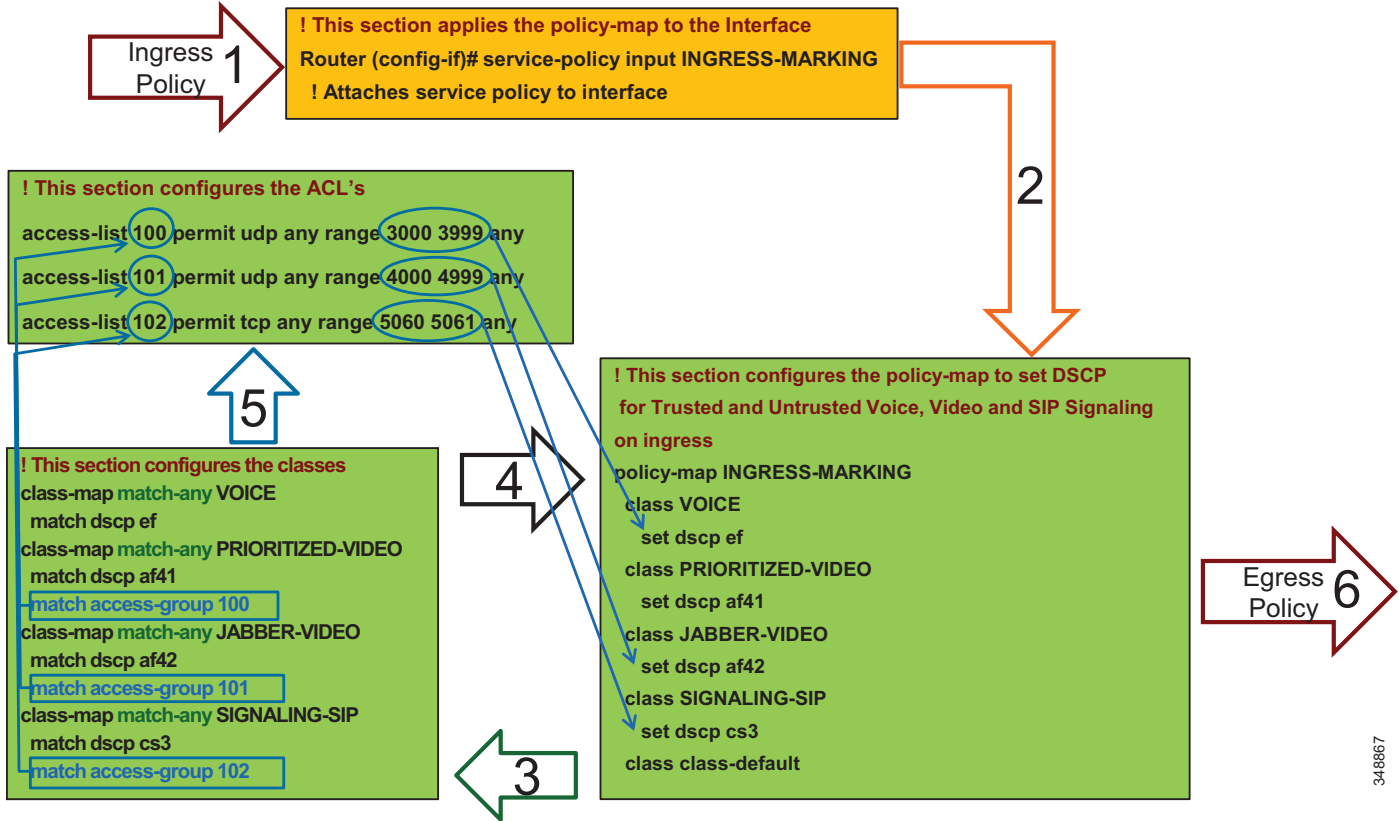 Ingress
Policy
1
! This section applies the policy-map to the Interface
Router (config-if)# service-policy input INGRESS-MARKING
! Attaches service policy to interface
2
! This section configures the ACL’s
access-list 100 permit udp any range 3000 3999 any
access-list 101 permit udp any range 4000 4999 any
access-list 102 permit tcp any range 5060 5061 any
5
! This section configures the classes
class-map match-any VOICE
match dscp ef
class-map match-any PRIORITIZED-VIDEO
match dscp af41
match access-group 100
class-map match-any JABBER-VIDEO
match dscp af42
match access-group 101
class-map match-any SIGNALING-SIP
match dscp cs3
match access-group 102
4
3
! This section configures the policy-map to set DSCP
for Trusted and Untrusted Voice, Video and SIP Signaling
on ingress
policy-map INGRESS-MARKING
class VOICE
set dscp ef
class PRIORITIZED-VIDEO
set dscp af41
class JABBER-VIDEO
set dscp af42
class SIGNALING-SIP
set dscp cs3
class class-default
Egress
Policy
6
348867